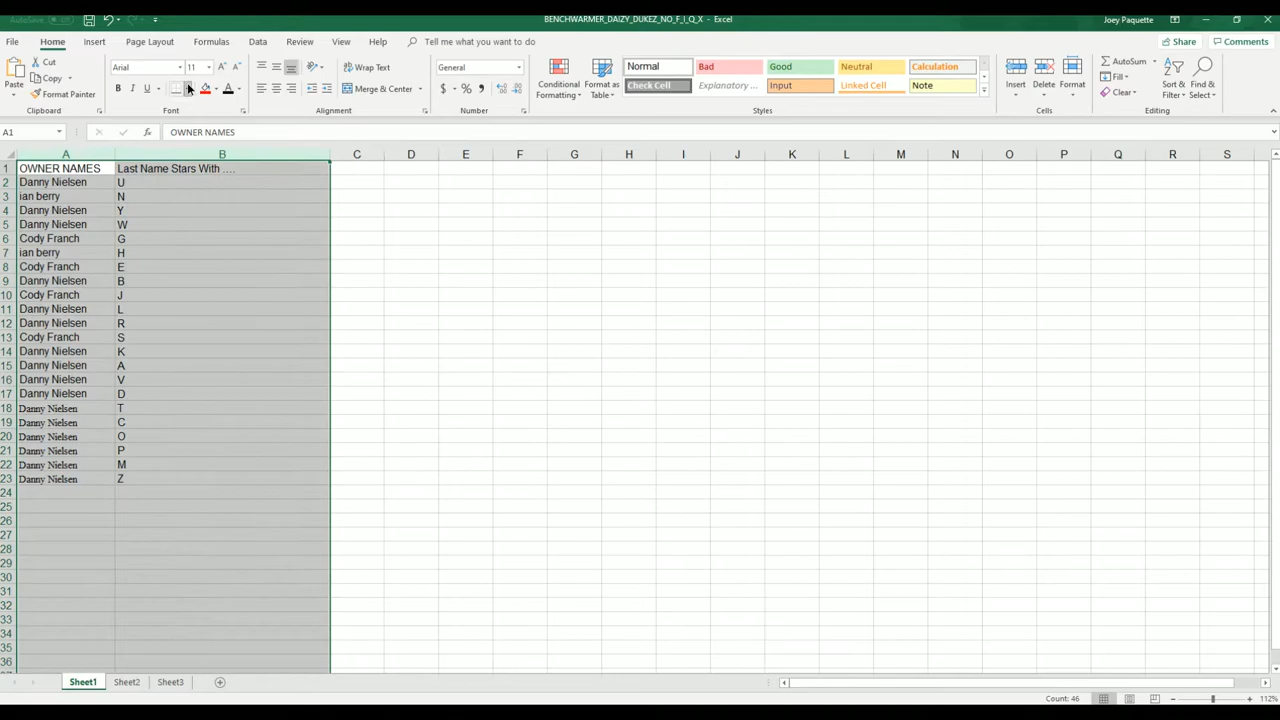 AutoSave Off BENCHWARMER_DAIZY_DUKEZ_NO_F_I_Q_X - Excel Joey Paquette
File Home Insert Page Layout Formulas Data Review View Help Tell me what you want to do Share Comments
Paste Cut Arial 11 Wrap Text General Conditional Formatting Format as Table Normal Bad Good Neutral Calculation Insert Delete Format AutoSum Sort & Filter Find & Select
Copy Fill
Format Painter B I U Merge & Center $ % Check Cell Explanatory ... Input Linked Cell Note Clear
Clipboard Font Alignment Number Styles Cells Editing
A1 fx OWNER NAMES
A B C D E F G H I J K L M N O P Q R S
1 OWNER NAMES Last Name Stars With ....
2 Danny Nielsen U
3 ian berry N
4 Danny Nielsen Y
5 Danny Nielsen W
6 Cody Franch G
7 ian berry H
8 Cody Franch E
9 Danny Nielsen B
10 Cody Franch J
11 Danny Nielsen L
12 Danny Nielsen R
13 Cody Franch S
14 Danny Nielsen K
15 Danny Nielsen A
16 Danny Nielsen V
17 Danny Nielsen D
18 Danny Nielsen T
19 Danny Nielsen C
20 Danny Nielsen O
21 Danny Nielsen P
22 Danny Nielsen M
23 Danny Nielsen Z
24
25
26
27
28
29
30
31
32
33
34
35
36
Sheet1 Sheet2 Sheet3
Count: 46 112%